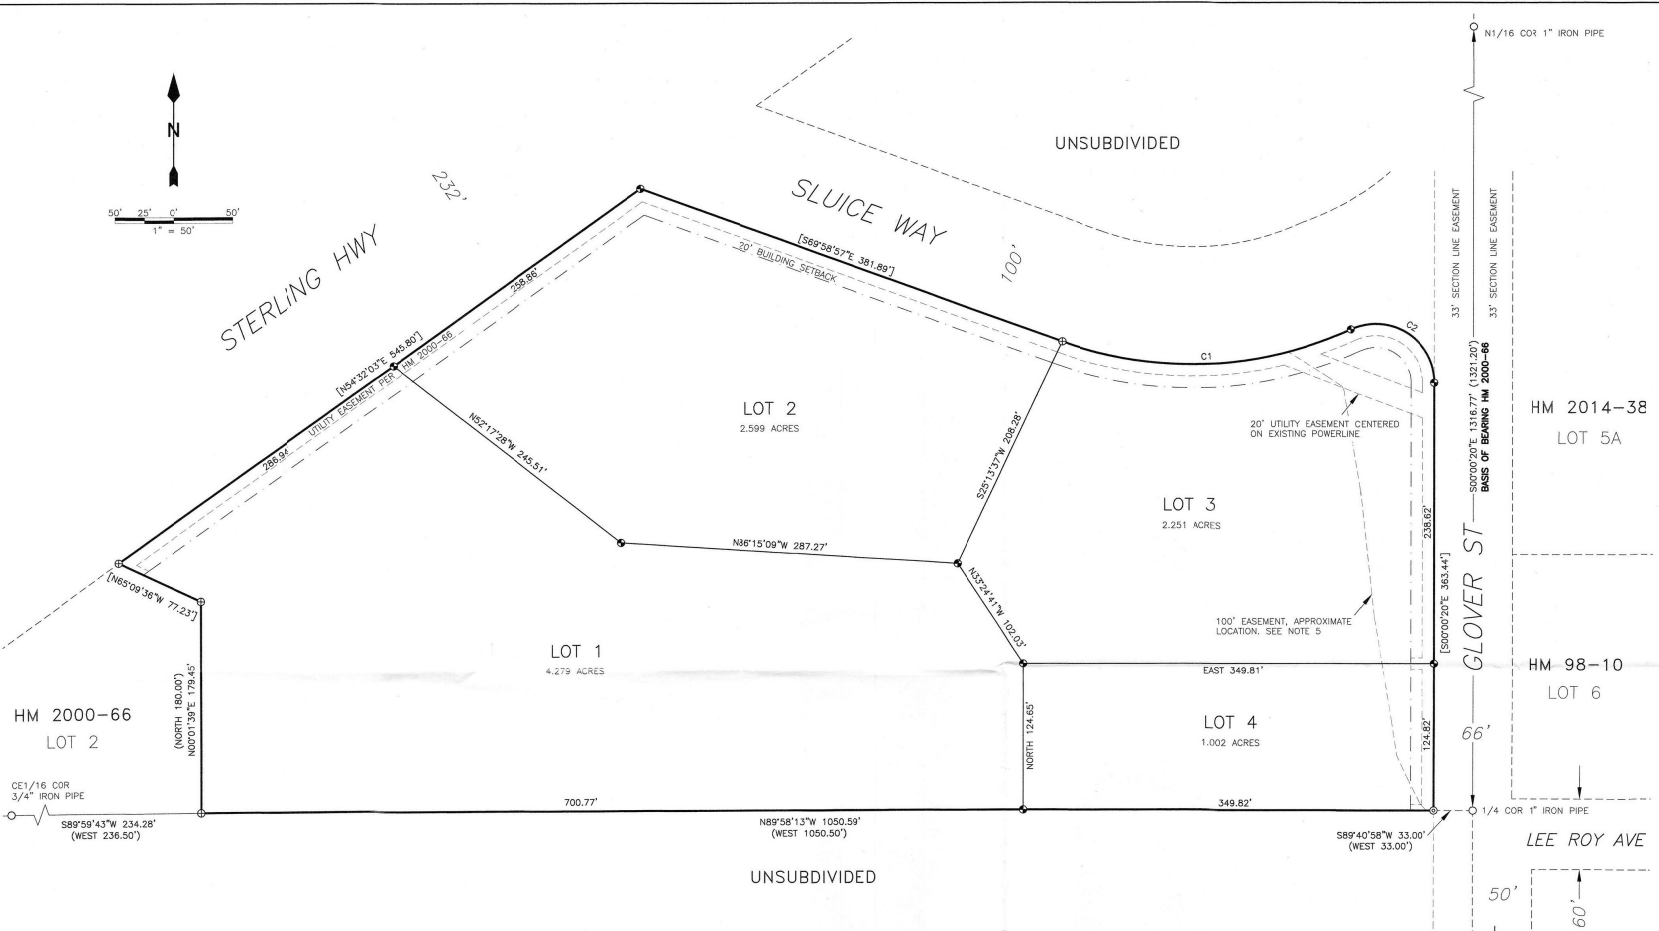 N1/16 COR 1" IRON PIPE
N
50' 25' 0' 50'
1" = 50'
STERLING HWY
232'
SLUICE WAY
100'
UNSUBDIVIDED
33' SECTION LINE EASEMENT
33' SECTION LINE EASEMENT
[S69°58'57"E 381.89']
20' BUILDING SETBACK
258.86'
[N54°32'03"E 545.80']
UTILITY EASEMENT PER HM 2000-66
286.94'
C1
C2
S00°00'20"E 1316.77' (1321.20')
BASIS OF BEARING HM 2000-66
LOT 2
2.599 ACRES
N52°17'28"W 245.51'
S25°13'37"W 208.28'
20' UTILITY EASEMENT CENTERED
ON EXISTING POWERLINE
HM 2014-38
LOT 5A
LOT 3
2.251 ACRES
238.62'
N86°15'09"W 287.27'
[N65°09'36"W 77.23']
N33°24'41"W 102.03'
100' EASEMENT, APPROXIMATE
LOCATION. SEE NOTE 5
[S00°00'20"E 363.44']
GLOVER ST
LOT 1
4.279 ACRES
EAST 349.81'
HM 98-10
LOT 6
(NORTH 180.00')
N00°01'39"E 179.45'
HM 2000-66
LOT 2
NORTH 124.65'
LOT 4
1.002 ACRES
124.82'
66'
CE1/16 COR
3/4" IRON PIPE
S89°59'43"W 234.28'
(WEST 236.50')
700.77'
N89°58'13"W 1050.59'
(WEST 1050.50')
349.82'
S89°40'58"W 33.00'
(WEST 33.00')
1/4 COR 1" IRON PIPE
LEE ROY AVE
UNSUBDIVIDED
50'
60'